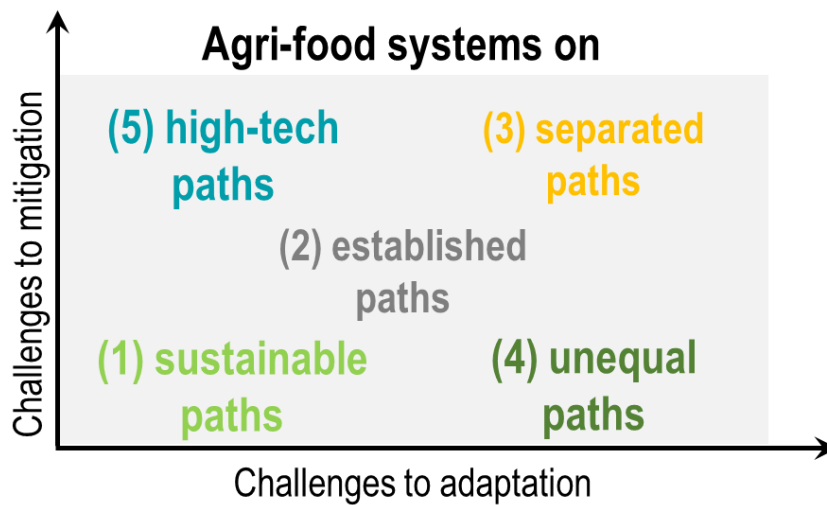 Agri-food systems on
Challenges to mitigation
(5) high-tech
paths
(3) separated
paths
(2) established
paths
(1) sustainable
paths
(4) unequal
paths
Challenges to adaptation